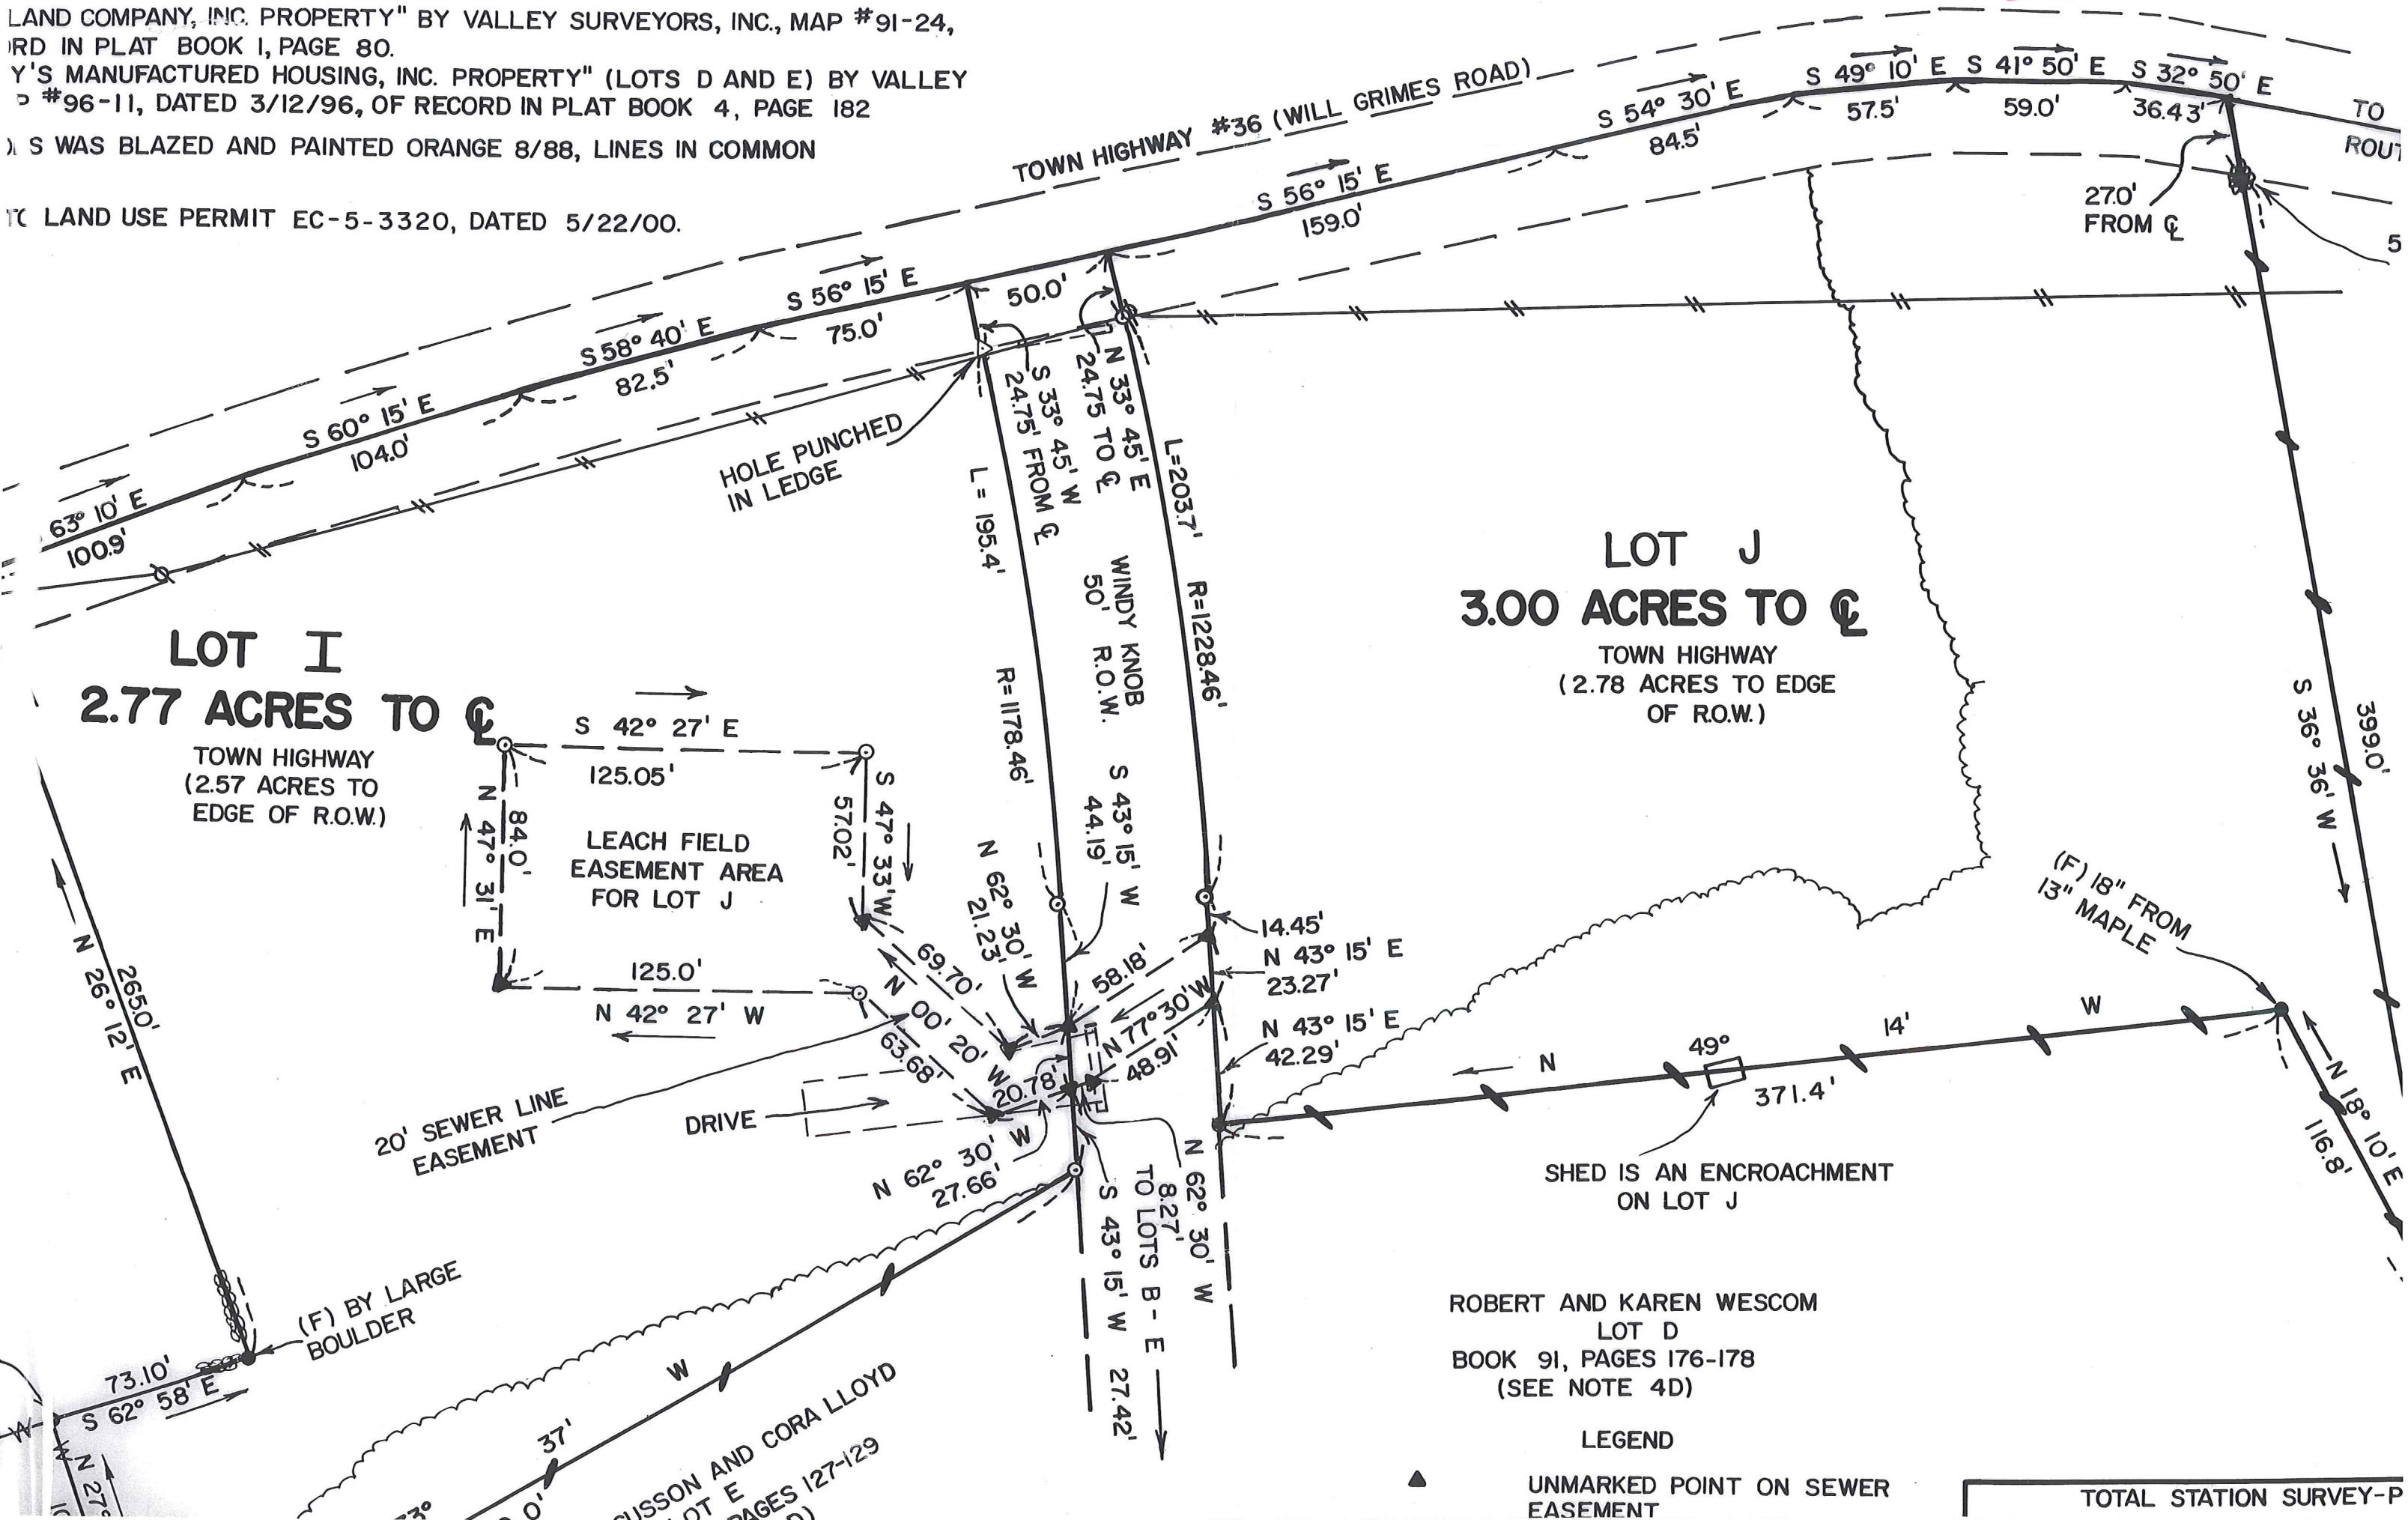 LAND COMPANY, INC. PROPERTY" BY VALLEY SURVEYORS, INC., MAP #91-24,
RD IN PLAT BOOK 1, PAGE 80.
Y'S MANUFACTURED HOUSING, INC. PROPERTY" (LOTS D AND E) BY VALLEY
#96-11, DATED 3/12/96, OF RECORD IN PLAT BOOK 4, PAGE 182
S WAS BLAZED AND PAINTED ORANGE 8/88, LINES IN COMMON
LAND USE PERMIT EC-5-3320, DATED 5/22/00.
TOWN HIGHWAY #36 (WILL GRIMES ROAD)
63° 10' E
100.9'
S 60° 15' E
104.0'
S 58° 40' E
82.5'
S 56° 15' E
75.0'
50.0'
S 56° 15' E
159.0'
S 54° 30' E
84.5'
S 49° 10' E
57.5'
S 41° 50' E
59.0'
S 32° 50' E
36.43'
TO
ROUT
27.0'
FROM ℄
5
HOLE PUNCHED
IN LEDGE
S 33° 45' W
24.75' FROM ℄
N 33° 45' E
24.75 TO ℄
L = 195.4'
R=1178.46'
L=203.7'
R=1228.46'
WINDY KNOB
50' R.O.W.
S 43° 15' W
44.19'
LOT I
2.77 ACRES TO ℄
TOWN HIGHWAY
(2.57 ACRES TO
EDGE OF R.O.W.)
LOT J
3.00 ACRES TO ℄
TOWN HIGHWAY
(2.78 ACRES TO EDGE
OF R.O.W.)
S 42° 27' E
125.05'
N 47° 31' E
84.0'
S 47° 33' W
57.02'
LEACH FIELD
EASEMENT AREA
FOR LOT J
125.0'
N 42° 27' W
69.70'
N 00° 20' W
63.68'
N 62° 30' W
21.23'
58.18'
N 77° 30' W
48.91'
20.78'
14.45'
N 43° 15' E
23.27'
N 43° 15' E
42.29'
20' SEWER LINE
EASEMENT
DRIVE
N 62° 30' W
27.66'
N 62° 30' W
8.27'
TO LOTS B - E
S 43° 15' W 27.42'
N 49° 14' W
371.4'
SHED IS AN ENCROACHMENT
ON LOT J
(F) 18" FROM
13" MAPLE
S 36° 36' W
399.0'
N 18° 10' E
116.8'
265.0'
N 26° 12' E
(F) BY LARGE
BOULDER
73.10'
S 62° 58' E
W
N 27°
W
37'
0'
73°
CUSSON AND CORA LLOYD
LOT E
PAGES 127-129
ROBERT AND KAREN WESCOM
LOT D
BOOK 91, PAGES 176-178
(SEE NOTE 4D)
LEGEND
UNMARKED POINT ON SEWER
EASEMENT
TOTAL STATION SURVEY-P